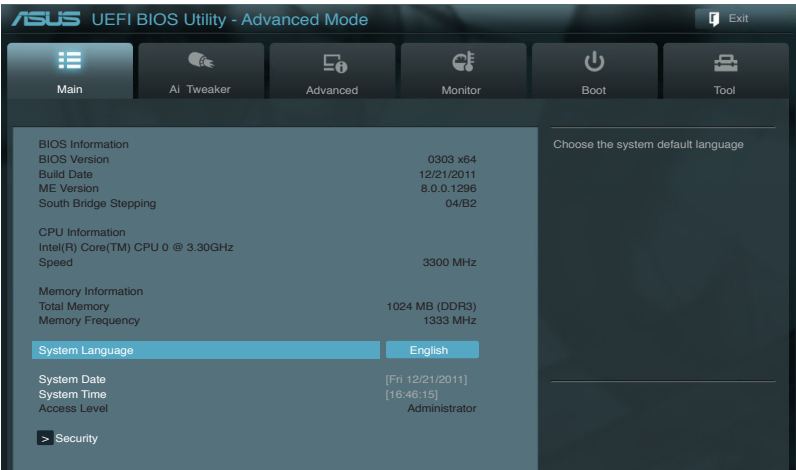 ASUS UEFI BIOS Utility - Advanced Mode
Exit
Main
Ai Tweaker
Advanced
Monitor
Boot
Tool
BIOS Information
BIOS Version 0303 x64
Build Date 12/21/2011
ME Version 8.0.0.1296
South Bridge Stepping 04/B2
CPU Information
Intel(R) Core(TM) CPU 0 @ 3.30GHz
Speed 3300 MHz
Memory Information
Total Memory 1024 MB (DDR3)
Memory Frequency 1333 MHz
System Language English
System Date [Fri 12/21/2011]
System Time [16:46:15]
Access Level Administrator
> Security
Choose the system default language